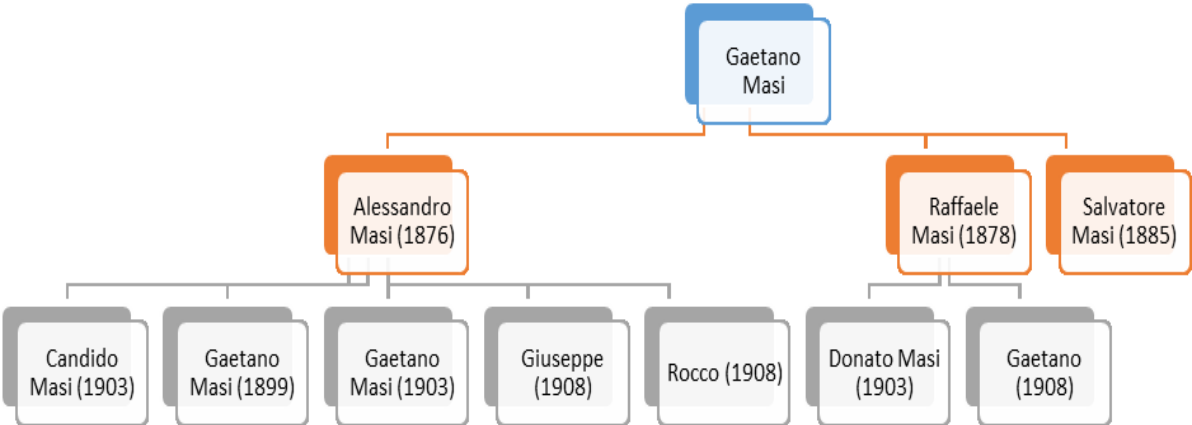 Gaetano
Masi
Alessandro
Masi (1876)
Raffaele
Masi (1878)
Salvatore
Masi (1885)
Candido
Masi (1903)
Gaetano
Masi (1899)
Gaetano
Masi (1903)
Giuseppe
(1908)
Rocco (1908)
Donato Masi
(1903)
Gaetano
(1908)